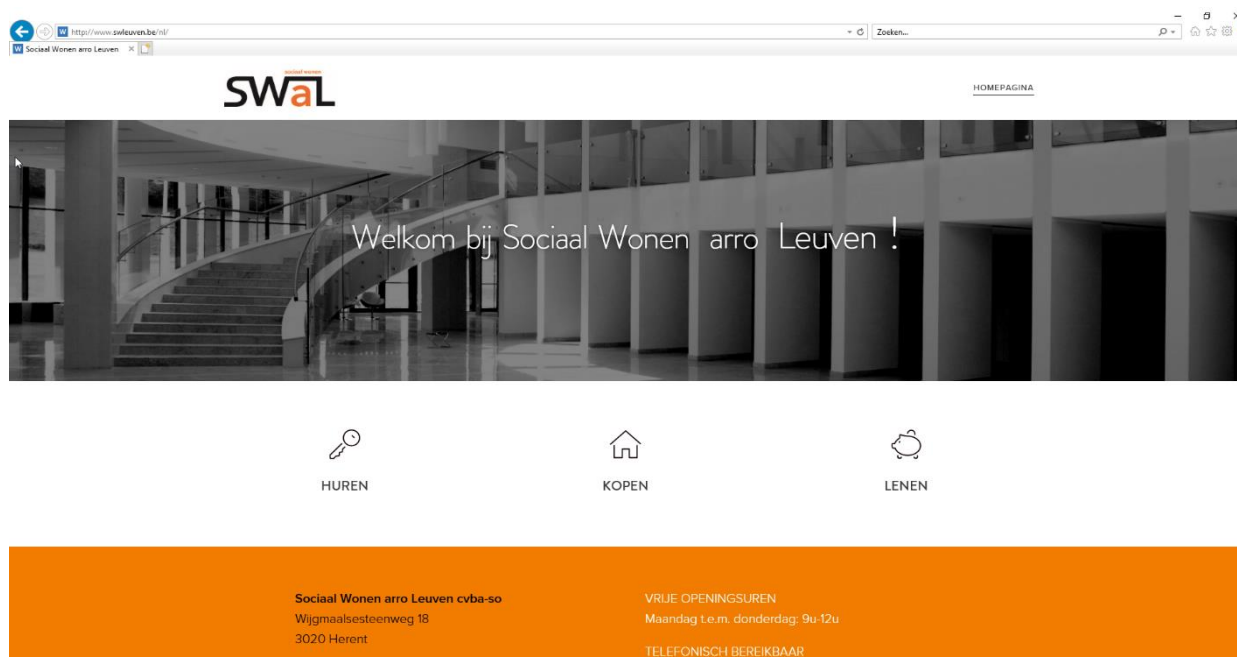 http://www.swleuven.be/nl/
Zoeken...
Sociaal Wonen arro Leuven
sociaal wonen
SWaL
HOMEPAGINA
Welkom bij Sociaal Wonen arro Leuven !
HUREN
KOPEN
LENEN
Sociaal Wonen arro Leuven cvba-so
Wijgmaalsesteenweg 18
3020 Herent
VRIJE OPENINGSUREN
Maandag t.e.m. donderdag: 9u-12u
TELEFONISCH BEREIKBAAR